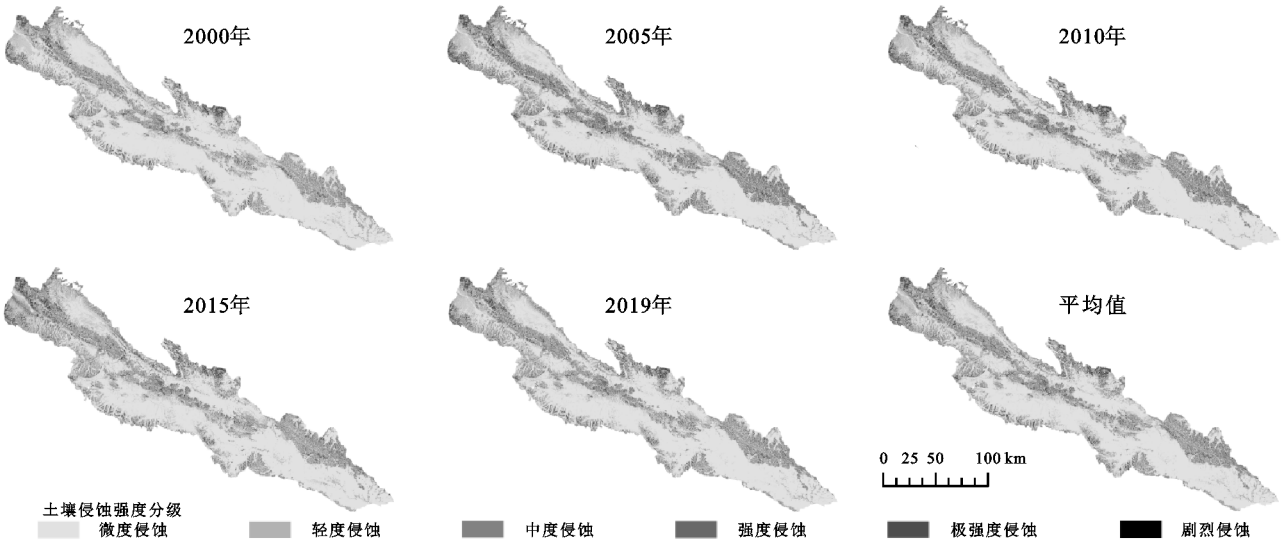 2000年
2005年
2010年
2015年
2019年
平均值
0 25 50 100 km
土壤侵蚀强度分级
微度侵蚀 轻度侵蚀 中度侵蚀 强度侵蚀 极强度侵蚀 剧烈侵蚀